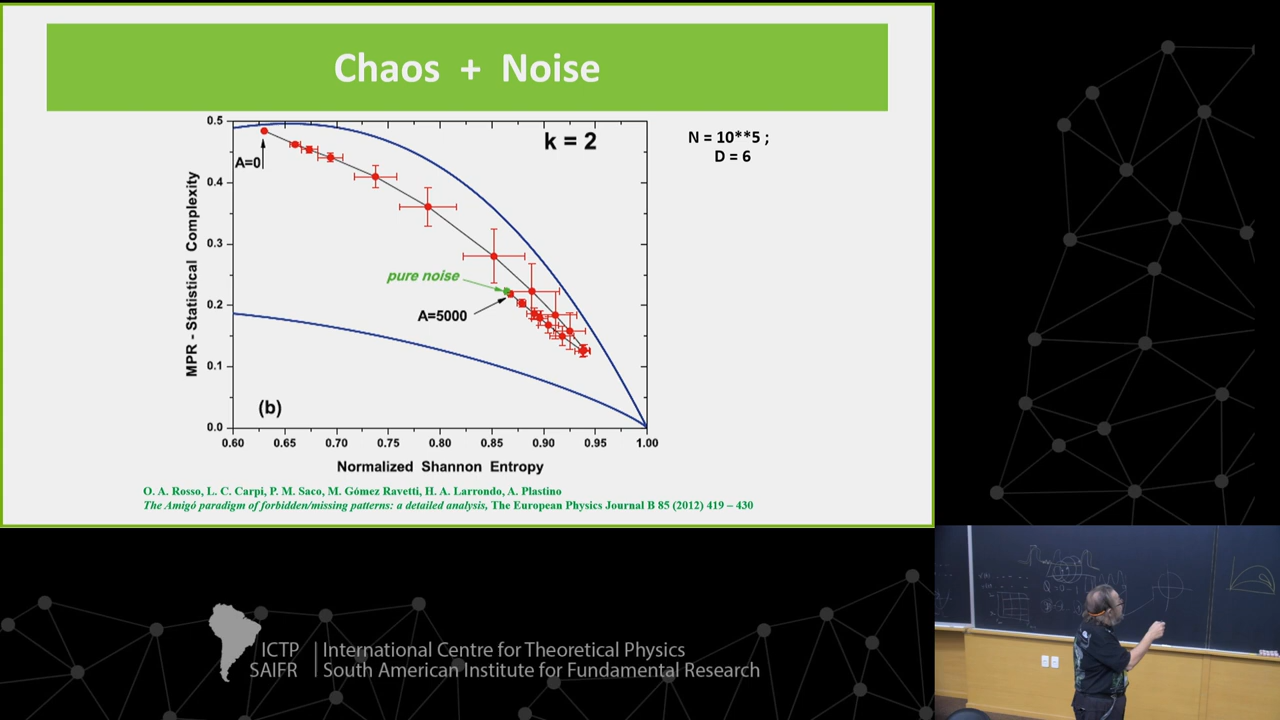 Chaos + Noise
0.5
0.4
0.3
0.2
0.1
0.0
MPR - Statistical Complexity
k = 2
A=0
pure noise
A=5000
(b)
0.60 0.65 0.70 0.75 0.80 0.85 0.90 0.95 1.00
Normalized Shannon Entropy
N = 10**5 ;
D = 6
O. A. Rosso, L. C. Carpi, P. M. Saco, M. Gómez Ravetti, H. A. Larrondo, A. Plastino
The Amigó paradigm of forbidden/missing patterns: a detailed analysis, The European Physics Journal B 85 (2012) 419 – 430
ICTP
SAIFR
International Centre for Theoretical Physics
South American Institute for Fundamental Research